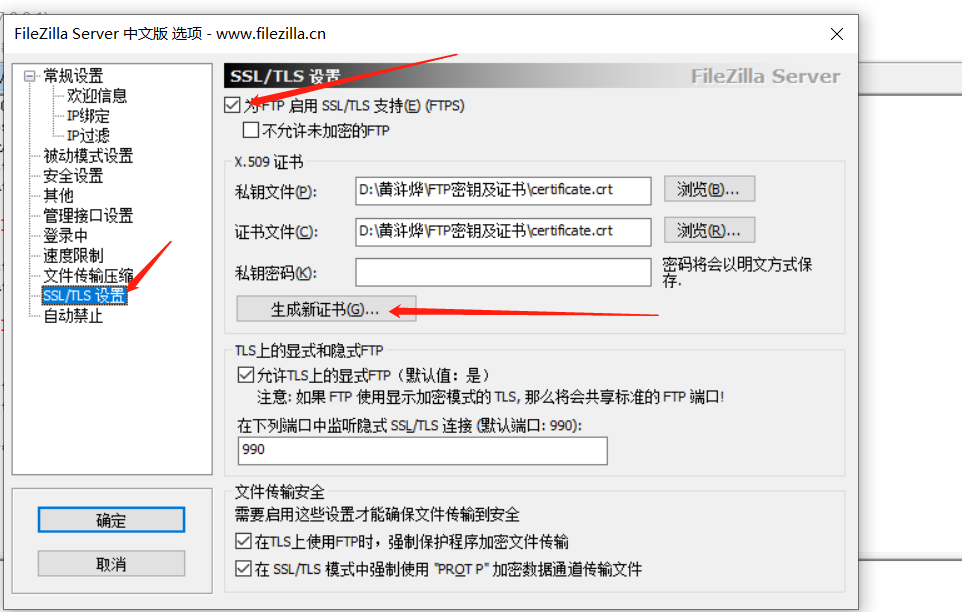 FileZilla Server 中文版 选项 - www.filezilla.cn
常规设置
欢迎信息
IP绑定
IP过滤
被动模式设置
安全设置
其他
管理接口设置
登录中
速度限制
文件传输压缩
SSL/TLS 设置
自动禁止
确定
取消
SSL/TLS 设置 FileZilla Server
为FTP 启用 SSL/TLS 支持(E) (FTPS)
不允许未加密的FTP
X.509 证书
私钥文件(P): D:\黄浒烨\FTP密钥及证书\certificate.crt 浏览(B)...
证书文件(C): D:\黄浒烨\FTP密钥及证书\certificate.crt 浏览(R)...
私钥密码(K): 密码将会以明文方式保
存.
生成新证书(G)...
TLS上的显式和隐式FTP
允许TLS上的显式FTP（默认值：是）
注意: 如果 FTP 使用显示加密模式的 TLS, 那么将会共享标准的 FTP 端口!
在下列端口中监听隐式 SSL/TLS 连接 (默认端口: 990):
990
文件传输安全
需要启用这些设置才能确保文件传输到安全
在TLS上使用FTP时，强制保护程序加密文件传输
在 SSL/TLS 模式中强制使用 "PROT P" 加密数据通道传输文件